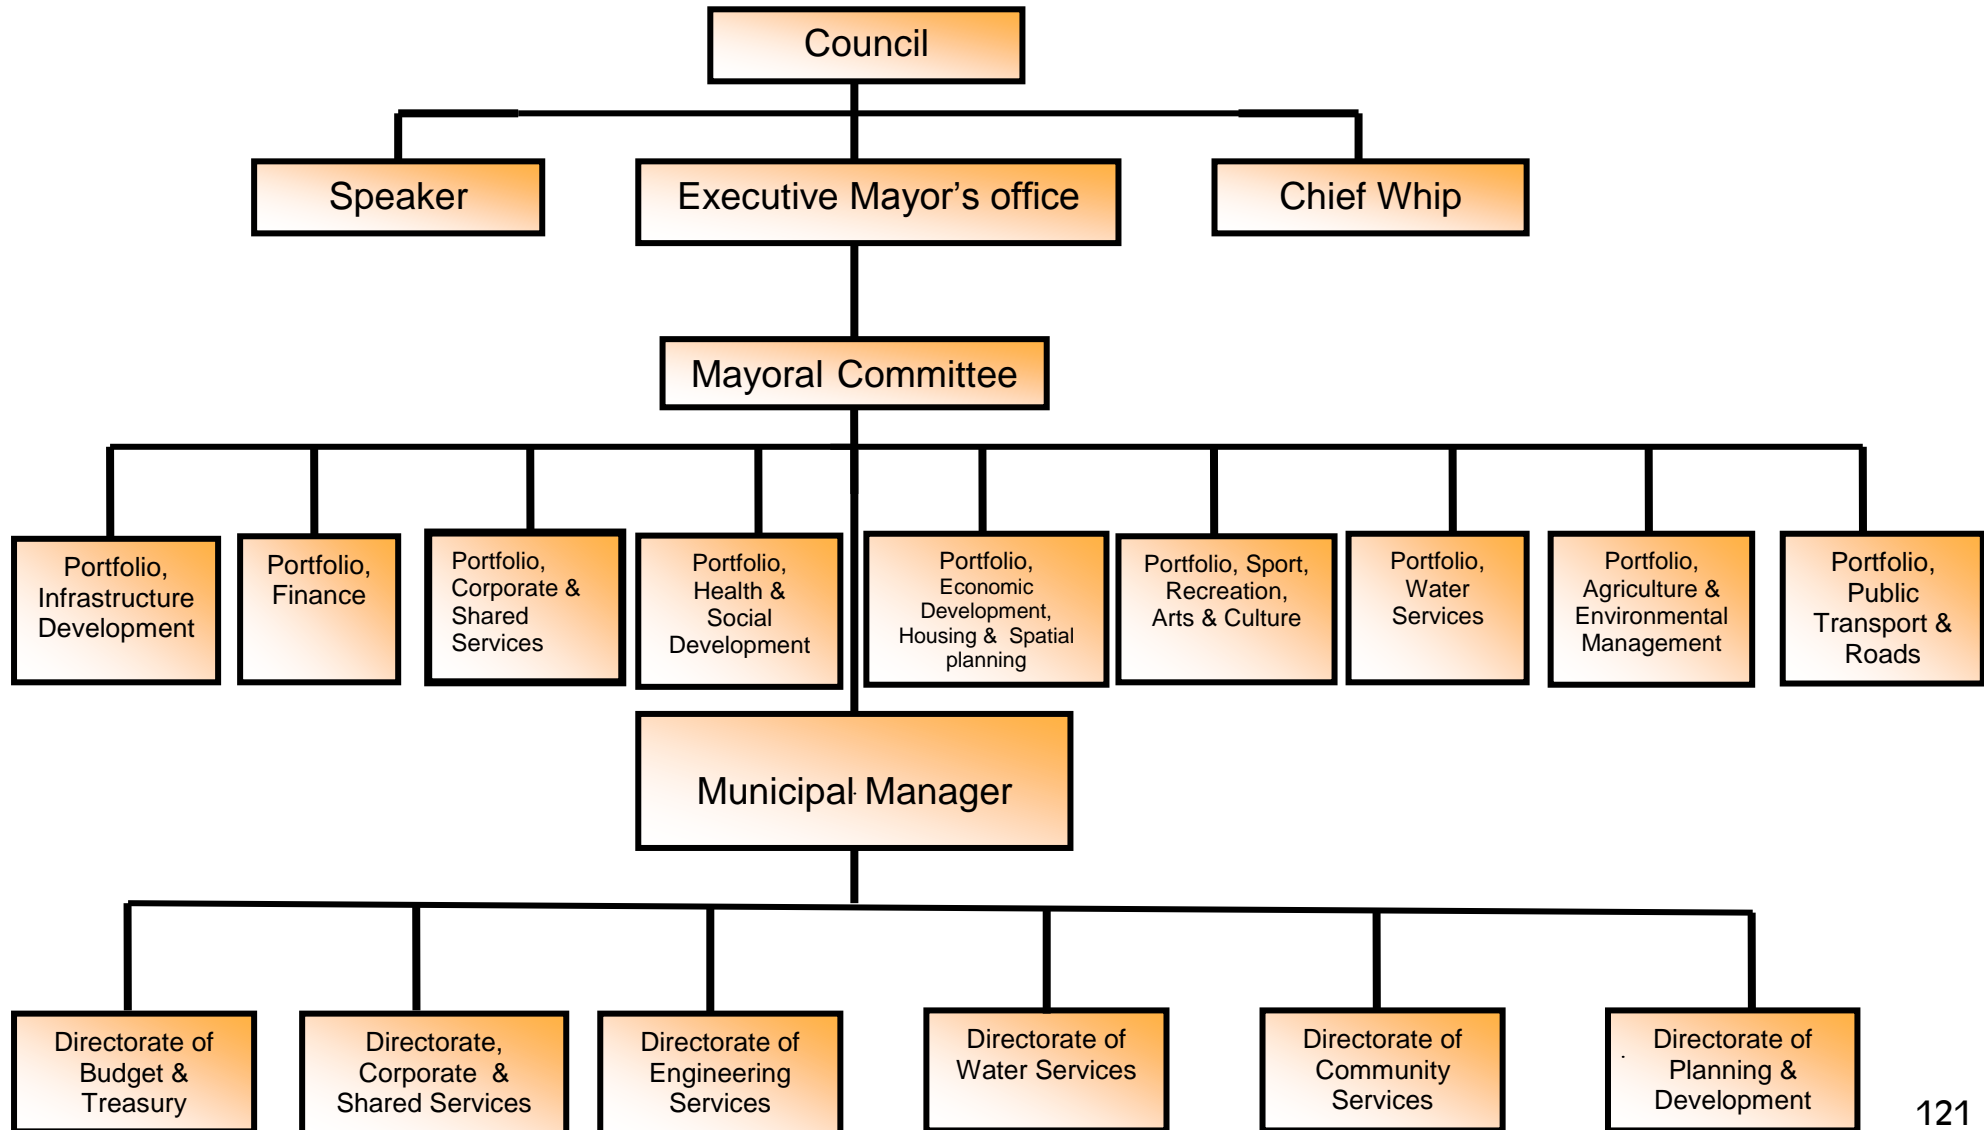 Council
Speaker
Executive Mayor’s office
Chief Whip
Mayoral Committee
Portfolio,
Infrastructure
Development
Portfolio,
Finance
Portfolio,
Corporate &
Shared
Services
Portfolio,
Health &
Social
Development
Portfolio,
Economic
Development,
Housing & Spatial
planning
Portfolio, Sport,
Recreation,
Arts & Culture
Portfolio,
Water
Services
Portfolio,
Agriculture &
Environmental
Management
Portfolio,
Public
Transport &
Roads
Municipal Manager
Directorate of
Budget &
Treasury
Directorate,
Corporate &
Shared Services
Directorate of
Engineering
Services
Directorate of
Water Services
Directorate of
Community
Services
Directorate of
Planning &
Development
121